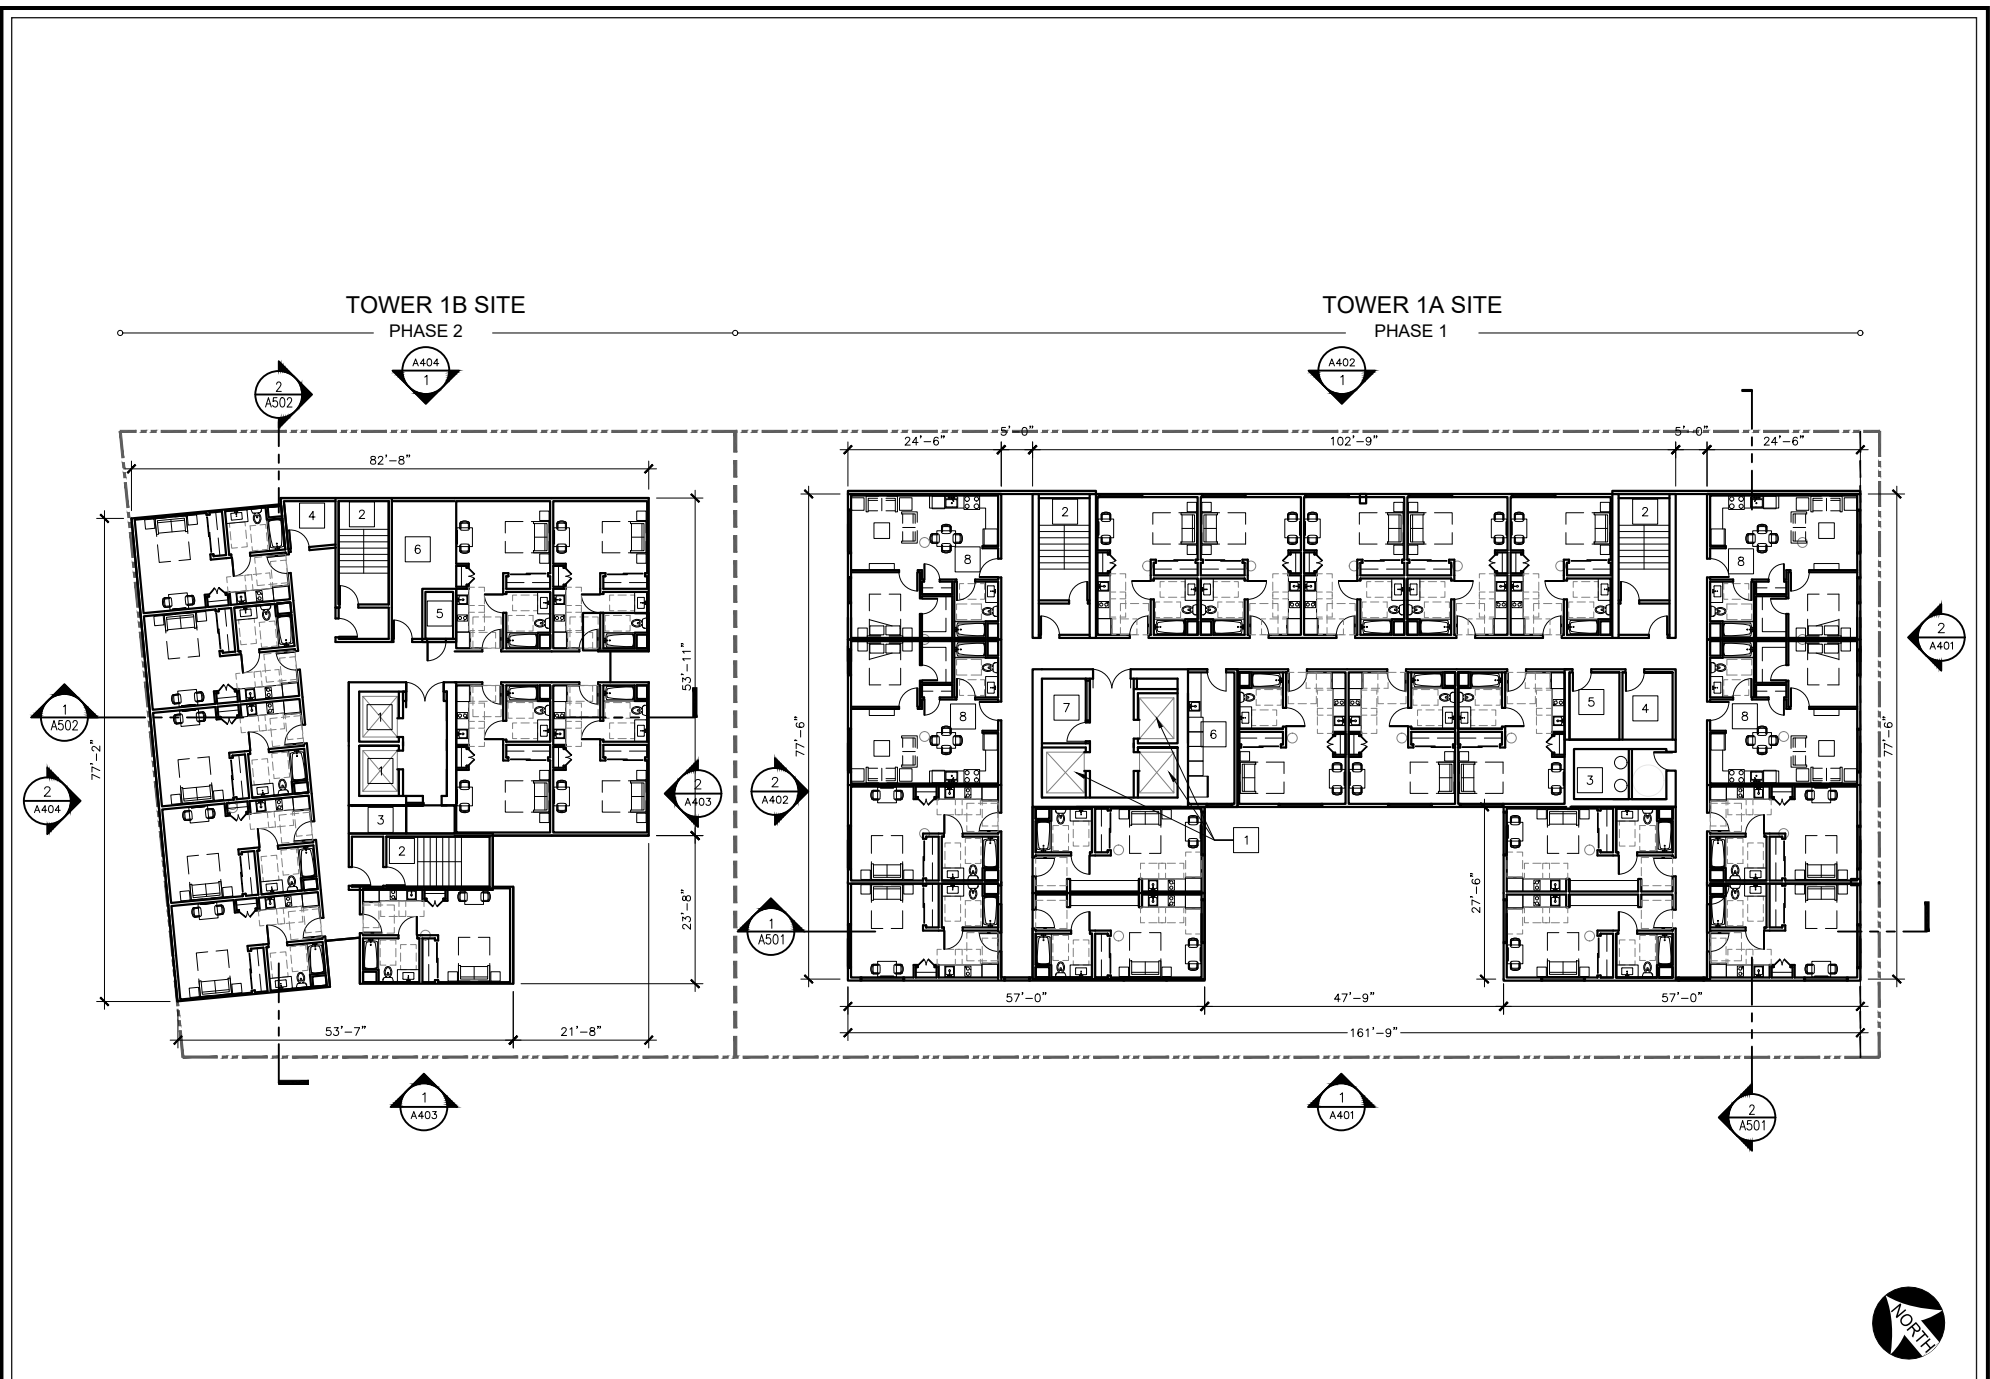 TOWER 1B SITE
PHASE 2
TOWER 1A SITE
PHASE 1
A404
1
A402
1
2
A502
24'-6"
5'-0"
102'-9"
5'-0"
24'-6"
82'-8"
4
2
6
5
2
2
8
8
2
A401
53'-11"
1
A502
77'-2"
2
A404
1
1
3
2
2
A403
2
A402
77'-6"
7
6
8
5
4
3
8
77'-6"
1
23'-8"
27'-6"
1
A501
53'-7"
21'-8"
57'-0"
47'-9"
57'-0"
161'-9"
1
A403
1
A401
2
A501
NORTH